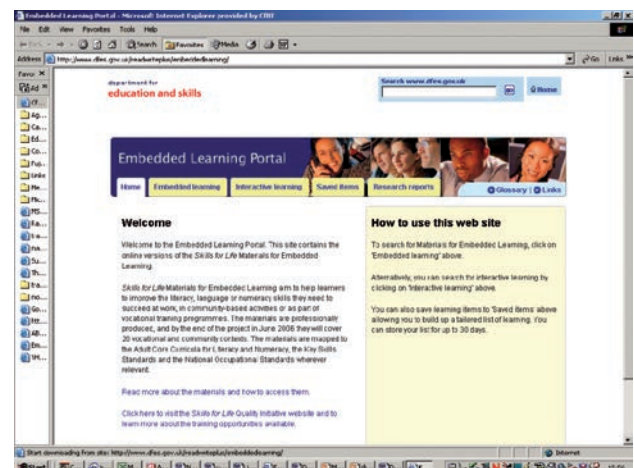 Embedded Learning Portal - Microsoft Internet Explorer provided by
File Edit View Favorites Tools Help
Search Favorites Media
Address http://www.dfes.gov.uk/readwriteplus/embeddedlearning/ Go Links
department for
education and skills
Search www.dfes.gov.uk
Home
Embedded Learning Portal
Home Embedded learning Interactive learning Saved items Research reports Glossary | Links
Welcome
Welcome to the Embedded Learning Portal. This site contains the
online versions of the Skills for Life Materials for Embedded
Learning.
Skills for Life Materials for Embedded Learning aim to help learners
to improve the literacy, language or numeracy skills they need to
succeed at work, in community-based activities or as part of
vocational training programmes. The materials are professionally
produced, and by the end of the project in June 2006 they will cover
20 vocational and community contexts. The materials are mapped to
the Adult Core Curricula for Literacy and Numeracy, the Key Skills
Standards and the National Occupational Standards wherever
relevant.
Read more about the materials and how to access them.
Click here to visit the Skills for Life Quality Initiative website and to
learn more about the training opportunities available.
How to use this web site
To search for Materials for Embedded Learning, click on
'Embedded learning' above.
Alternatively, you can search for interactive learning by
clicking on 'Interactive learning' above.
You can also save learning items to 'Saved items' above
allowing you to build up a tailored list of learning. You
can store your list for up to 30 days.
Start downloading from site: http://www.dfes.gov.uk/readwriteplus/embeddedlearning/
Internet